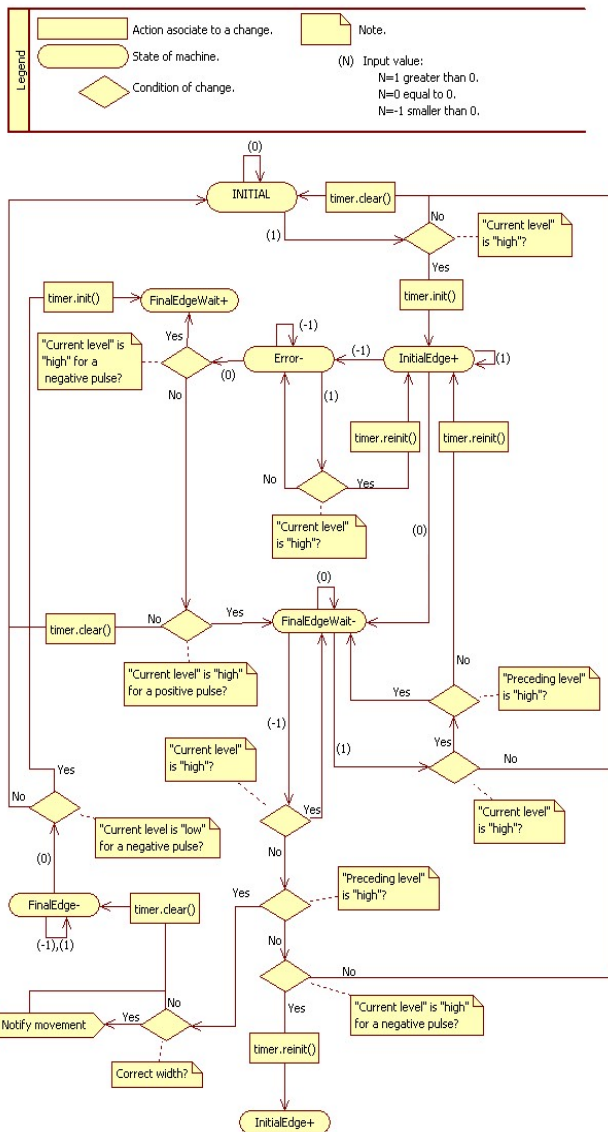 Legend
Action asociate to a change.
State of machine.
Condition of change.
Note.
(N) Input value:
N=1 greater than 0.
N=0 equal to 0.
N=-1 smaller than 0.
(0)
INITIAL
timer.clear()
(1)
No
"Current level"
is "high"?
Yes
timer.init()
timer.init()
FinalEdgeWait+
Yes
"Current level" is
"high" for a
negative pulse?
(0)
No
(-1)
Error-
(-1)
InitialEdge+
(1)
(1)
timer.reinit()
timer.reinit()
No
Yes
"Current level"
is "high"?
(0)
(0)
timer.clear()
No
Yes
FinalEdgeWait-
"Current level" is "high"
for a positive pulse?
No
"Preceding level"
is "high"?
Yes
(-1)
(1)
Yes
No
"Current level"
is "high"?
"Current level"
is "high"?
Yes
No
Yes
No
"Current level is "low"
for a negative pulse?
(0)
FinalEdge-
(-1),(1)
timer.clear()
Yes
"Preceding level"
is "high"?
No
No
Yes
"Current level" is "high"
for a negative pulse?
Notify movement
Yes
No
Correct width?
timer.reinit()
InitialEdge+